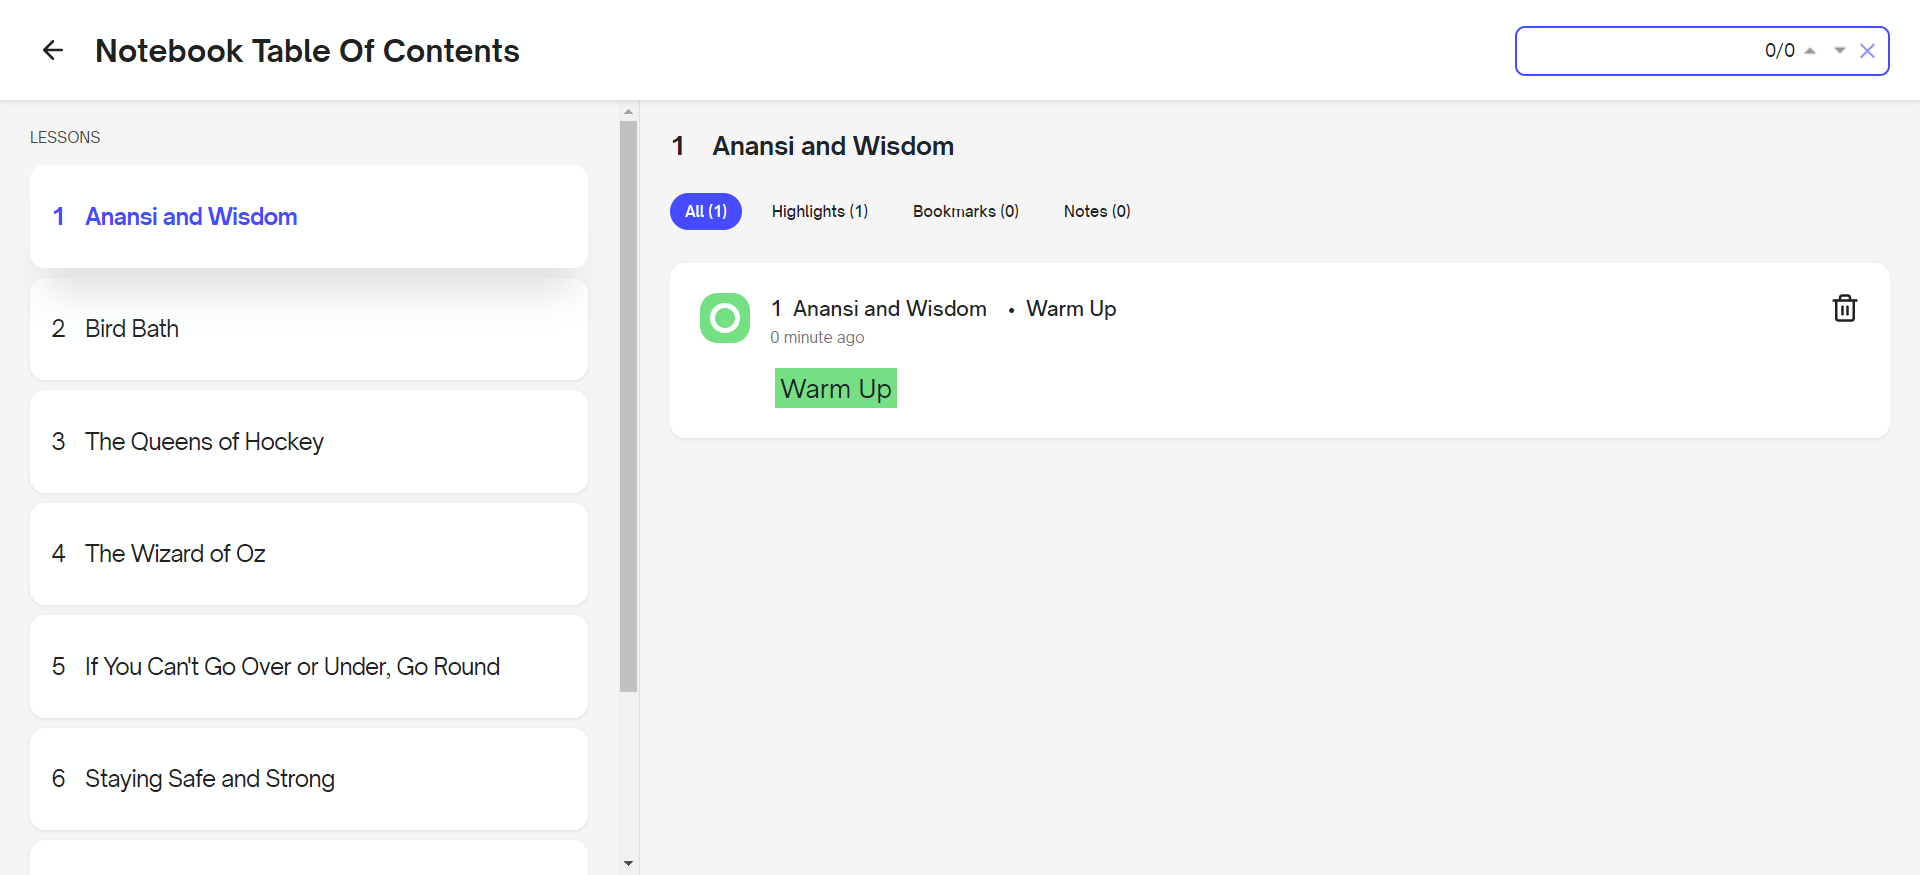 Notebook Table Of Contents
0/0
LESSONS
1 Anansi and Wisdom
2 Bird Bath
3 The Queens of Hockey
4 The Wizard of Oz
5 If You Can't Go Over or Under, Go Round
6 Staying Safe and Strong
1 Anansi and Wisdom
All (1) Highlights (1) Bookmarks (0) Notes (0)
1 Anansi and Wisdom • Warm Up
0 minute ago
Warm Up